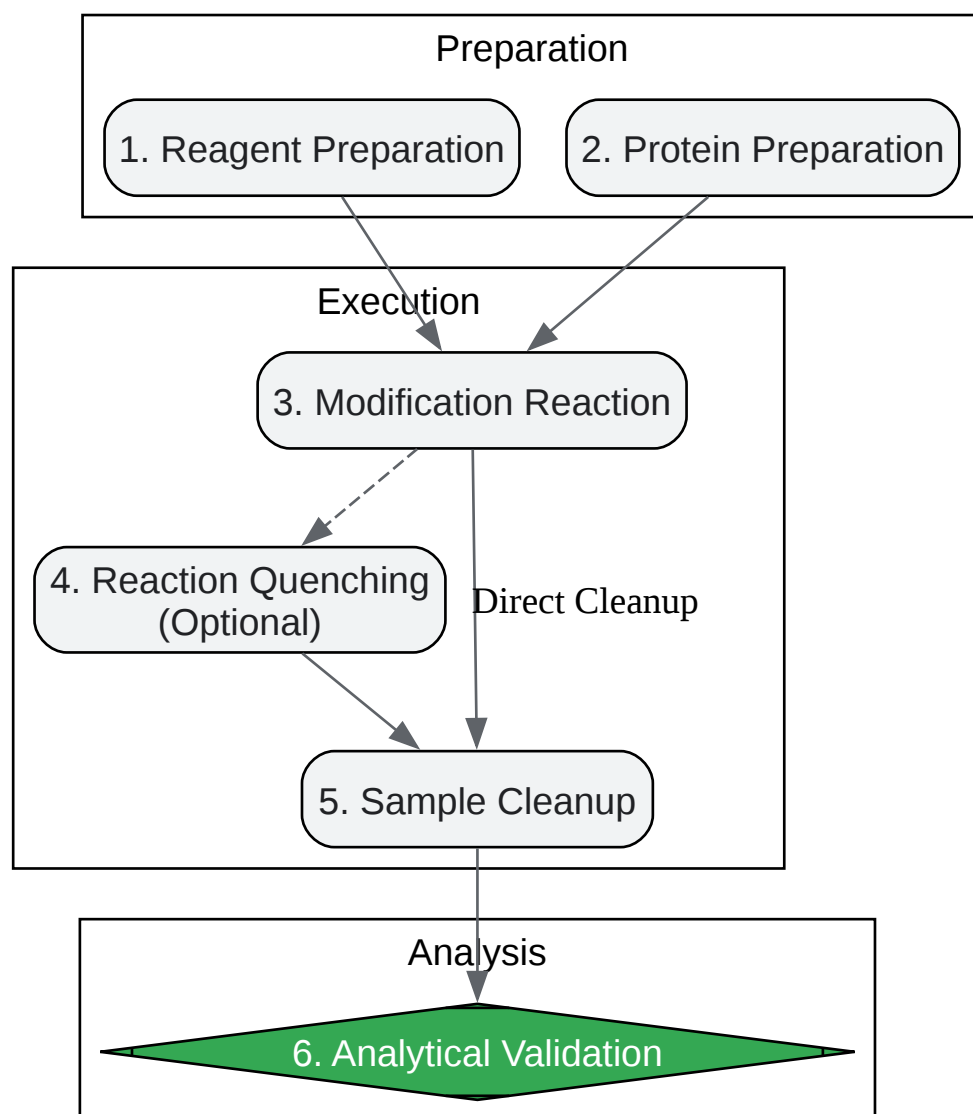 Preparation
1. Reagent Preparation
2. Protein Preparation
Execution
3. Modification Reaction
4. Reaction Quenching
(Optional)
Direct Cleanup
5. Sample Cleanup
Analysis
6. Analytical Validation